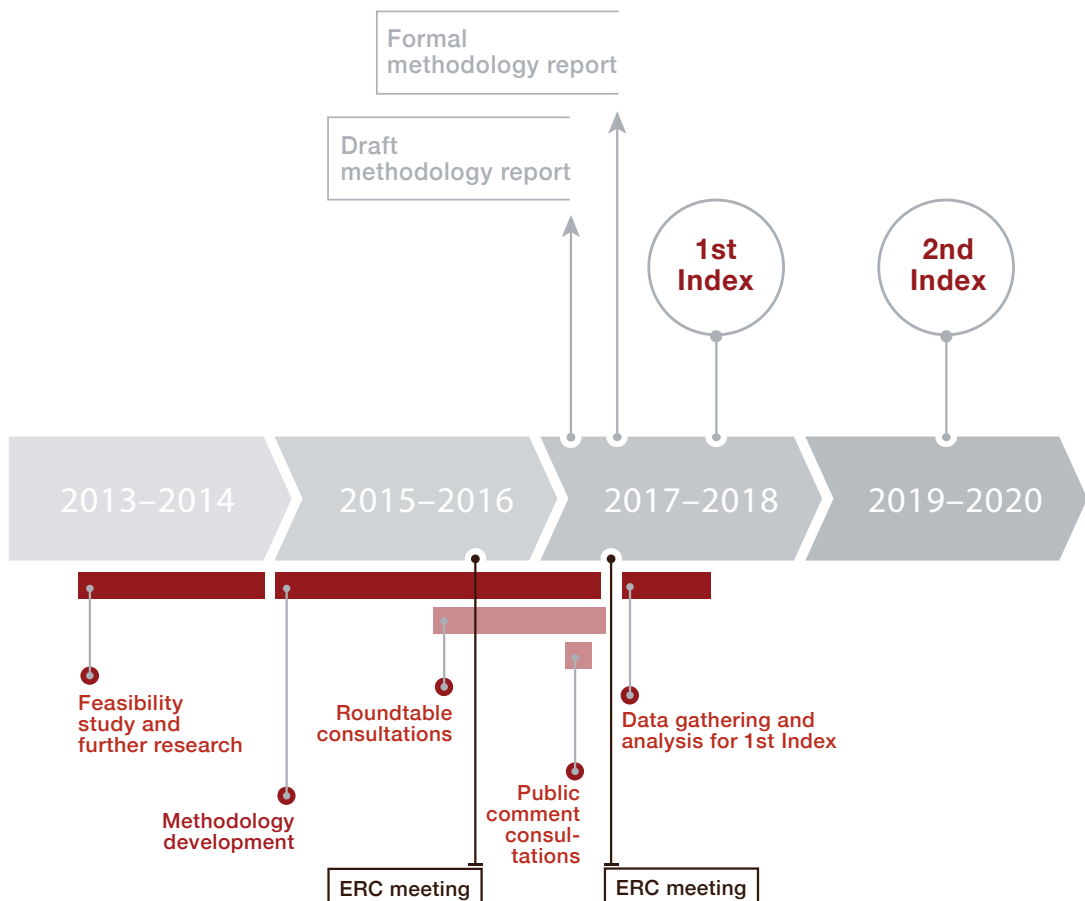 Formal
methodology report
Draft
methodology report
1st
Index
2nd
Index
2013–2014
2015–2016
2017–2018
2019–2020
Feasibility
study and
further research
Roundtable
consultations
Data gathering and
analysis for 1st Index
Methodology
development
Public
comment
consul-
tations
ERC meeting
ERC meeting